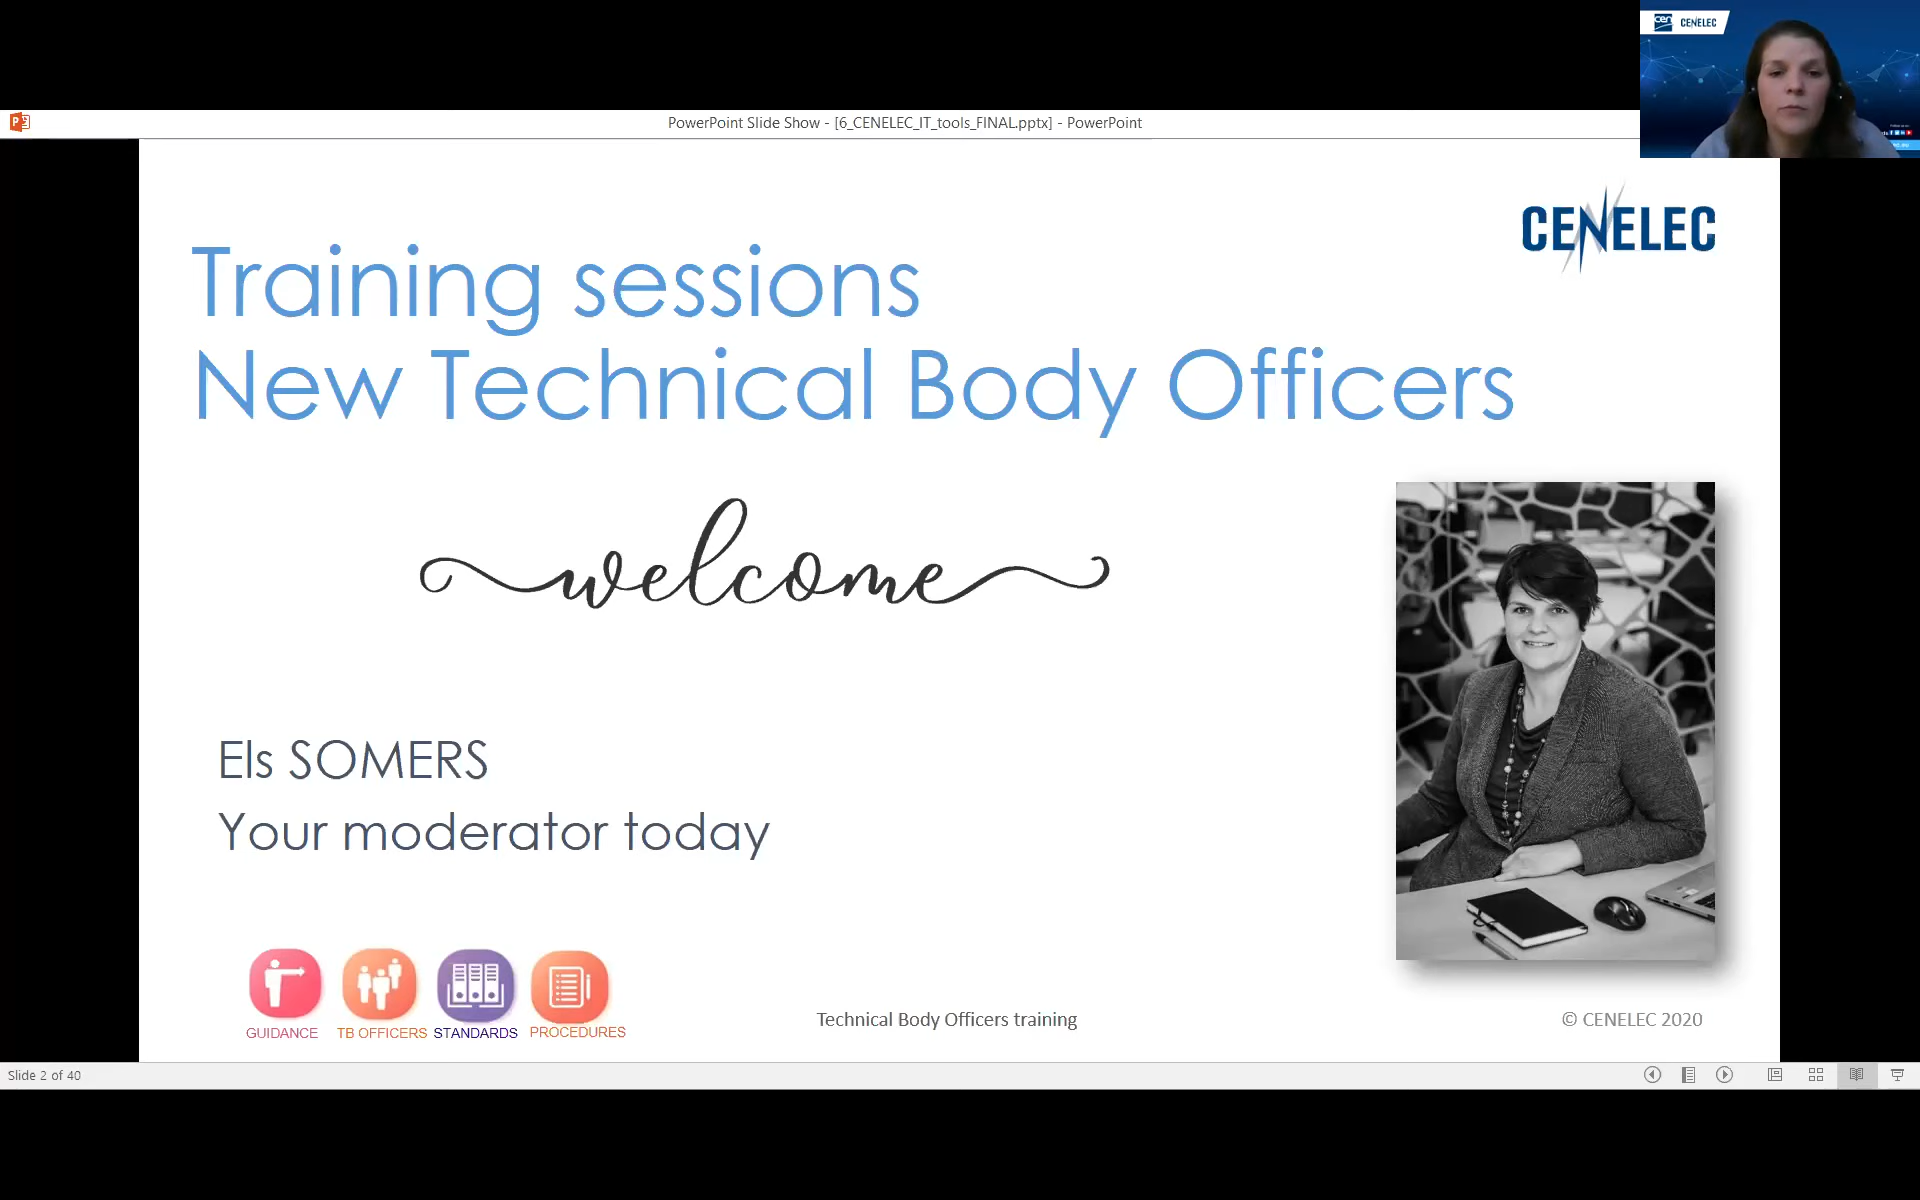 cen CENELEC
PowerPoint Slide Show - [6_CENELEC_IT_tools_FINAL.pptx] - PowerPoint
CENELEC
Training sessions
New Technical Body Officers
welcome
Els SOMERS
Your moderator today
GUIDANCE TB OFFICERS STANDARDS PROCEDURES
Technical Body Officers training
© CENELEC 2020
Slide 2 of 40